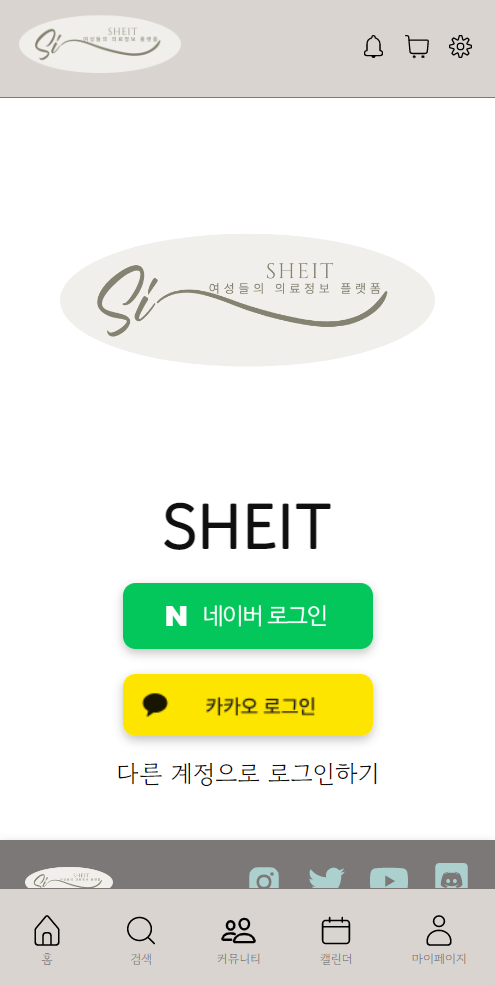 Si SHEIT
여성들의 의료정보 플랫폼
Si SHEIT
여성들의 의료정보 플랫폼
SHEIT
N 네이버 로그인
카카오 로그인
다른 계정으로 로그인하기
SHEIT
홈 검색 커뮤니티 캘린더 마이페이지